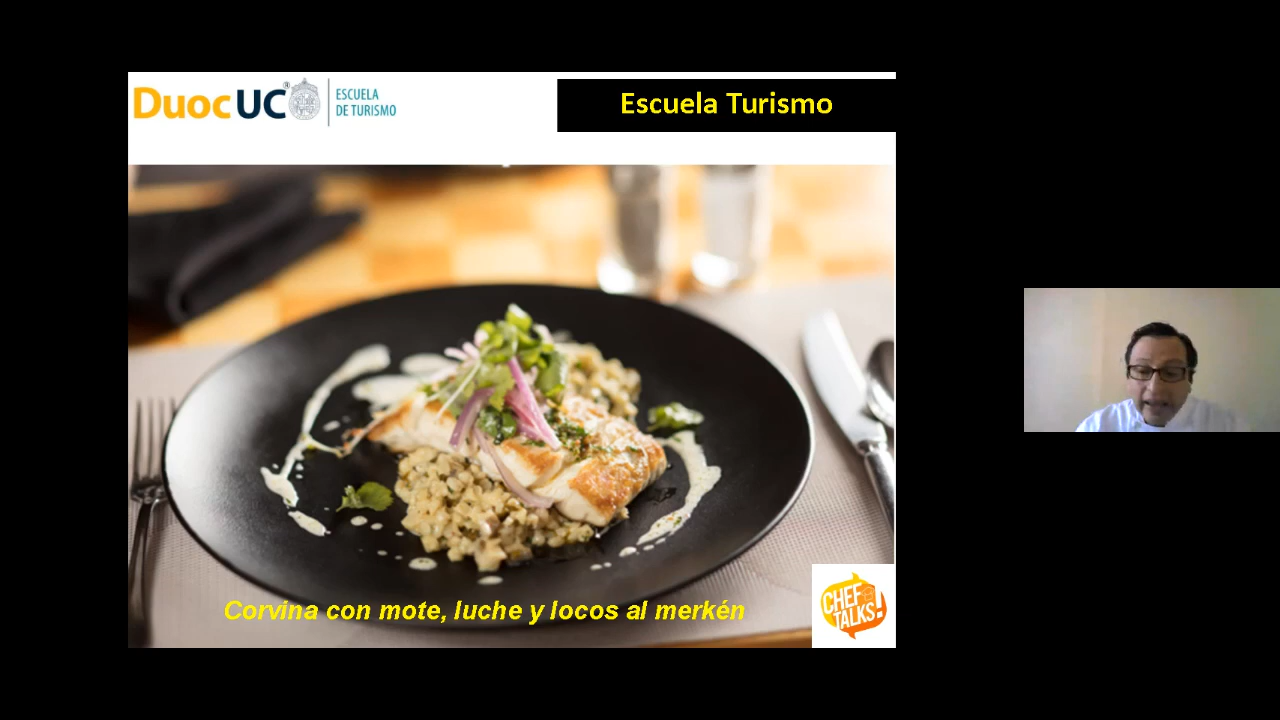 Duoc UC
ESCUELA
DE TURISMO
Escuela Turismo
Corvina con mote, luche y locos al merkén
CHEF
TALKS!